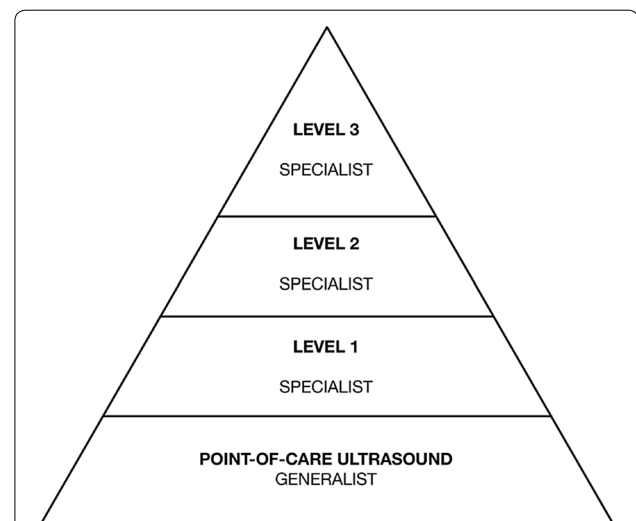 LEVEL 3
SPECIALIST
LEVEL 2
SPECIALIST
LEVEL 1
SPECIALIST
POINT-OF-CARE ULTRASOUND
GENERALIST